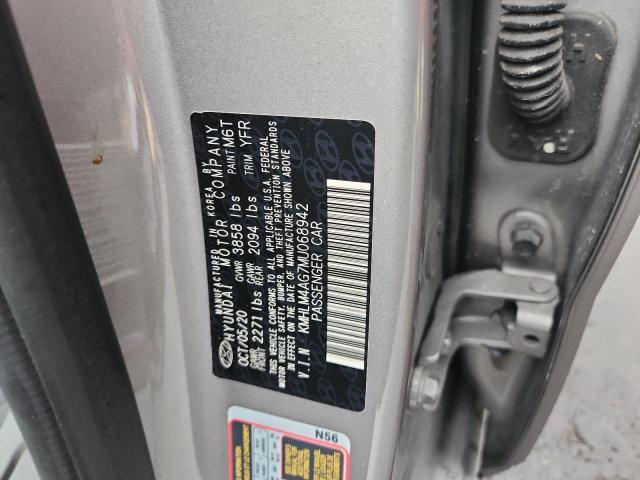 MANUFACTURED IN KOREA BY
HYUNDAI MOTOR COMPANY
OCT/05/20 GVWR 3858 lbs PAINT M6T
GAWR FRONT 2271 lbs GAWR REAR 2094 lbs TRIM YFR
THIS VEHICLE CONFORMS TO ALL APPLICABLE U.S.A. FEDERAL
MOTOR VEHICLE SAFETY, BUMPER, AND THEFT PREVENTION STANDARDS
IN EFFECT ON THE DATE OF MANUFACTURE SHOWN ABOVE
V.I.N KMHLM4AG7MU068942
PASSENGER CAR
N56